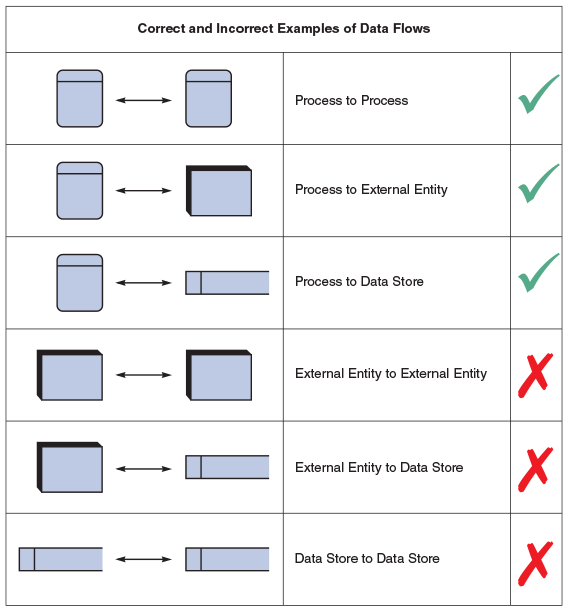 Correct and Incorrect Examples of Data Flows
Process to Process
Process to External Entity
Process to Data Store
External Entity to External Entity
External Entity to Data Store
Data Store to Data Store